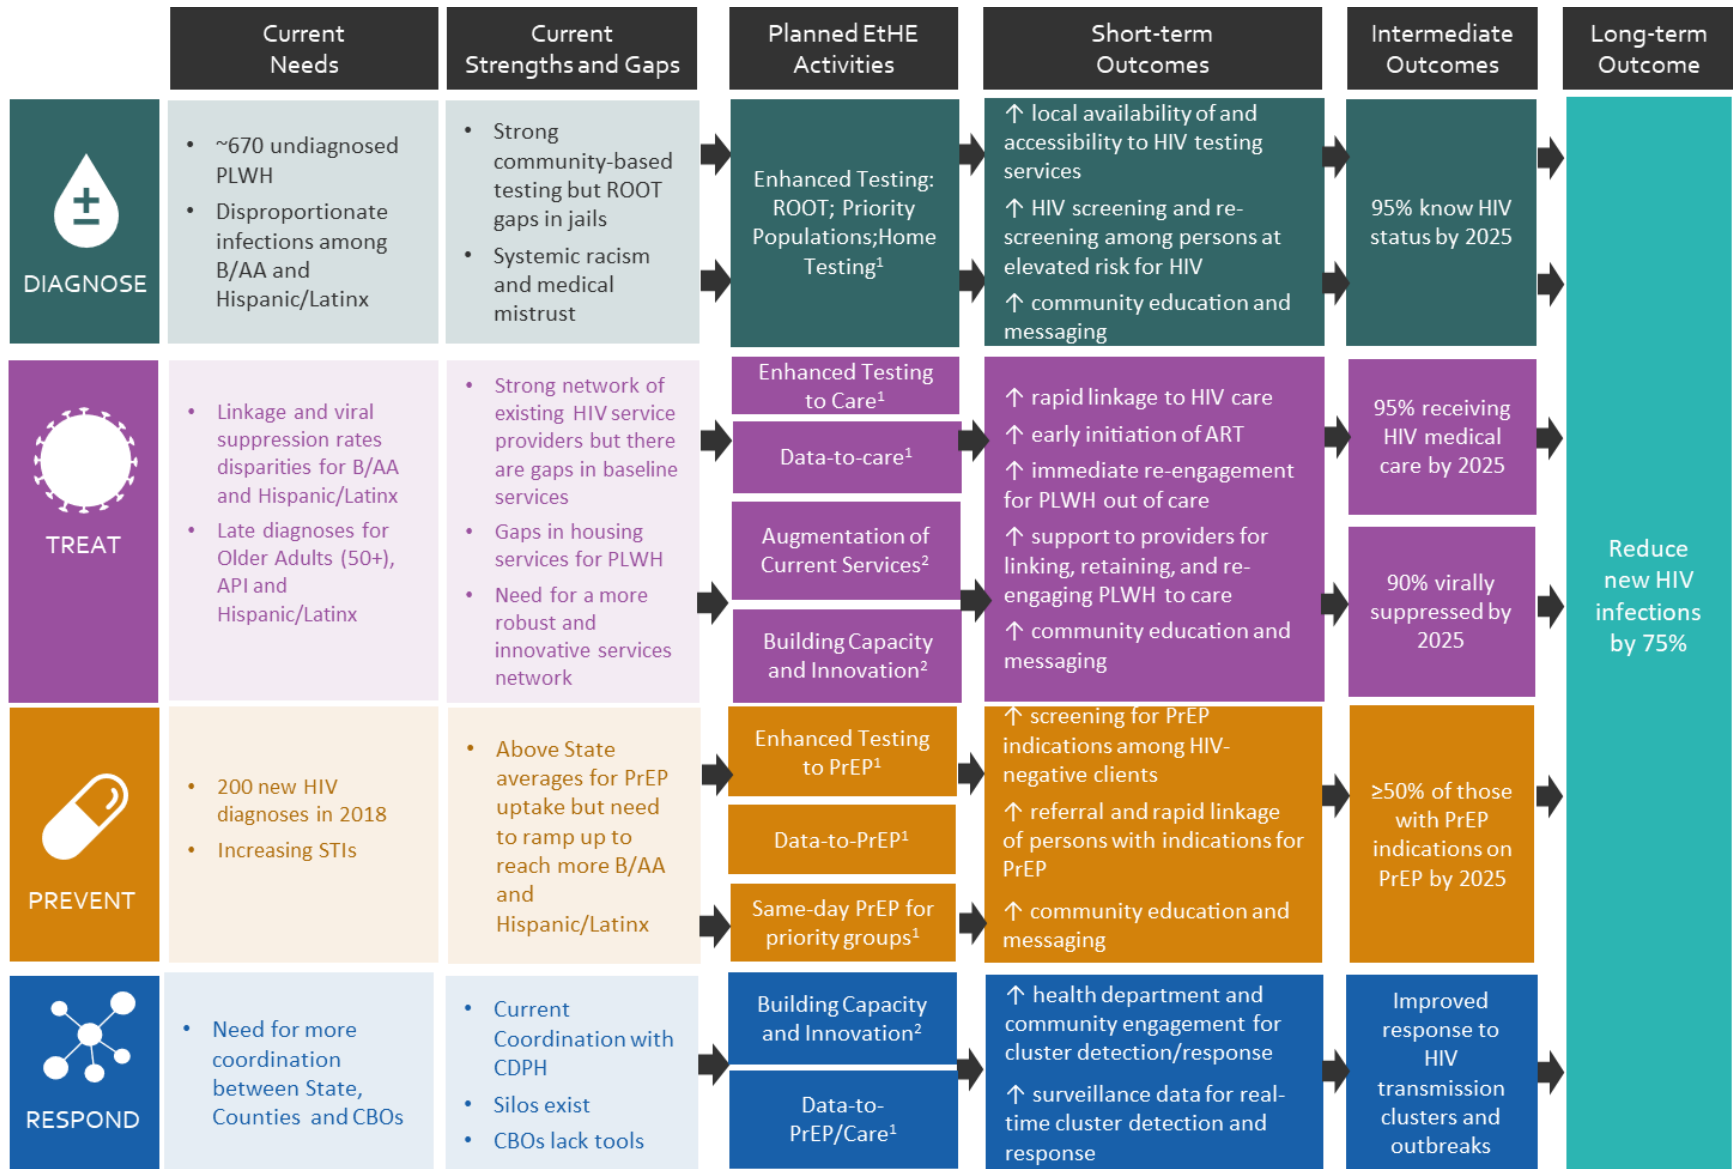 Current
Needs
Current
Strengths and Gaps
Planned EtHE
Activities
Short-term
Outcomes
Intermediate
Outcomes
Long-term
Outcome
DIAGNOSE
• ~670 undiagnosed
PLWH
• Disproportionate
infections among
B/AA and
Hispanic/Latinx
• Strong
community-based
testing but ROOT
gaps in jails
• Systemic racism
and medical
mistrust
Enhanced Testing:
ROOT; Priority
Populations;Home
Testing¹
↑ local availability of and
accessibility to HIV testing
services
↑ HIV screening and re-
screening among persons at
elevated risk for HIV
↑ community education and
messaging
95% know HIV
status by 2025
TREAT
• Linkage and viral
suppression rates
disparities for B/AA
and Hispanic/Latinx
• Late diagnoses for
Older Adults (50+),
API and
Hispanic/Latinx
• Strong network of
existing HIV service
providers but there
are gaps in baseline
services
• Gaps in housing
services for PLWH
• Need for a more
robust and
innovative services
network
Enhanced Testing
to Care¹
Data-to-care¹
Augmentation of
Current Services²
Building Capacity
and Innovation²
↑ rapid linkage to HIV care
↑ early initiation of ART
↑ immediate re-engagement
for PLWH out of care
↑ support to providers for
linking, retaining, and re-
engaging PLWH to care
↑ community education and
messaging
95% receiving
HIV medical
care by 2025
90% virally
suppressed by
2025
PREVENT
• 200 new HIV
diagnoses in 2018
• Increasing STIs
• Above State
averages for PrEP
uptake but need
to ramp up to
reach more B/AA
and
Hispanic/Latinx
Enhanced Testing
to PrEP¹
Data-to-PrEP¹
Same-day PrEP for
priority groups¹
↑ screening for PrEP
indications among HIV-
negative clients
↑ referral and rapid linkage
of persons with indications for
PrEP
↑ community education and
messaging
≥50% of those
with PrEP
indications on
PrEP by 2025
RESPOND
• Need for more
coordination
between State,
Counties and CBOs
• Current
Coordination with
CDPH
• Silos exist
• CBOs lack tools
Building Capacity
and Innovation²
Data-to-
PrEP/Care¹
↑ health department and
community engagement for
cluster detection/response
↑ surveillance data for real-
time cluster detection and
response
Improved
response to
HIV
transmission
clusters and
outbreaks
Reduce
new HIV
infections
by 75%